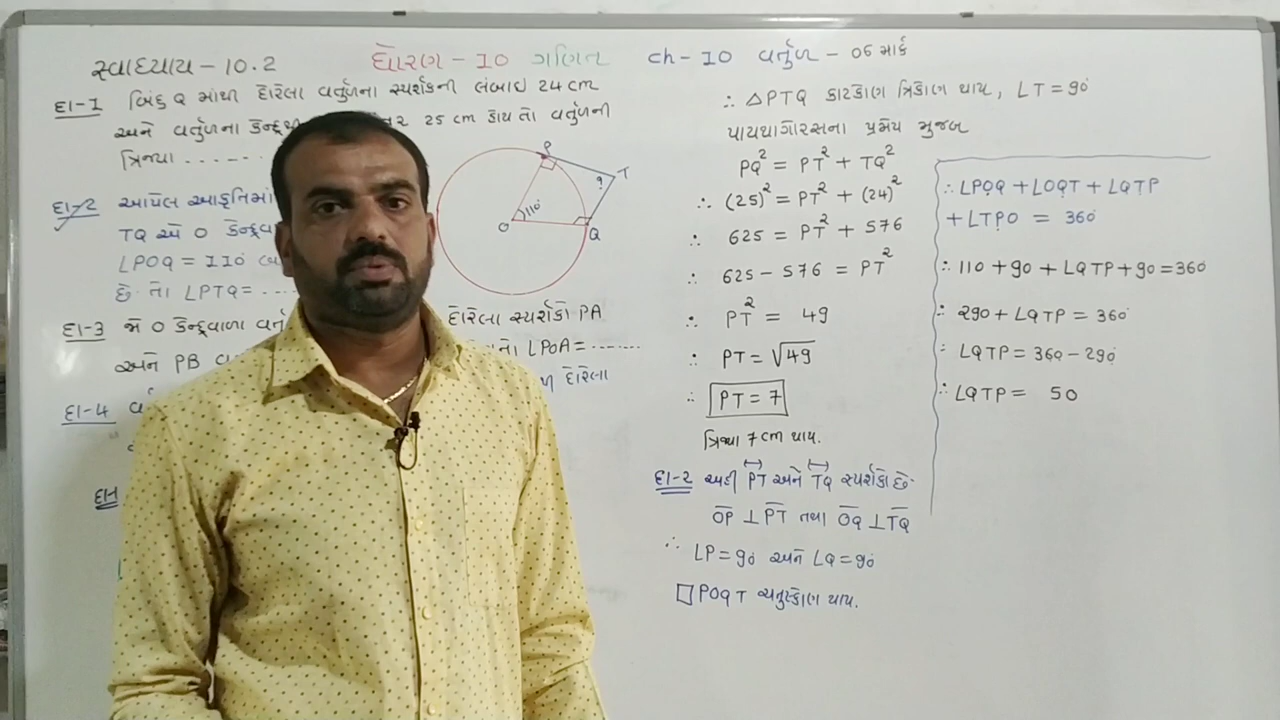 સ્વાધ્યાય - 10.2
ધોરણ - 10 ગણિત
ch - 10 વર્તુળ - 06 માર્ક
દા-1 બિંદુ Q માંથી દોરેલા વર્તુળના સ્પર્શકની લંબાઇ 24 cm
અને વર્તુળના કેન્દ્રથી 25 cm હોય તો વર્તુળની
ત્રિજ્યા ......
દા-2 આપેલ આકૃતિમાં
TQ એ O કેન્દ્રવા
∠POQ = 110
છે. તો ∠PTQ = ...
દા-3 જો O કેન્દ્રવાળા વર્તુ દોરેલા સ્પર્શકો PA
અને PB તો ∠POA = ........
દા-4 દોરેલા
P
T
?
110°
O
Q
∴ △PTQ કાટકોણ ત્રિકોણ થાય, ∠T = 90°
પાયથાગોરસના પ્રમેય મુજબ
PQ² = PT² + TQ²
∴ (25)² = PT² + (24)²
∴ 625 = PT² + 576
∴ 625 - 576 = PT²
∴ PT² = 49
∴ PT = √49
∴ PT = 7
ત્રિજ્યા 7 cm થાય.
દા-2 અહીં PT અને TQ સ્પર્શકો છે.
OP ⊥ PT તથા OQ ⊥ TQ
∴ ∠P = 90° અને ∠Q = 90°
□ POQT ચતુષ્કોણ થાય.
∴ ∠POQ + ∠OQT + ∠QTP
+ ∠TPO = 360°
∴ 110 + 90 + ∠QTP + 90 = 360°
∴ 290 + ∠QTP = 360°
∴ ∠QTP = 360 - 290°
∴ ∠QTP = 50